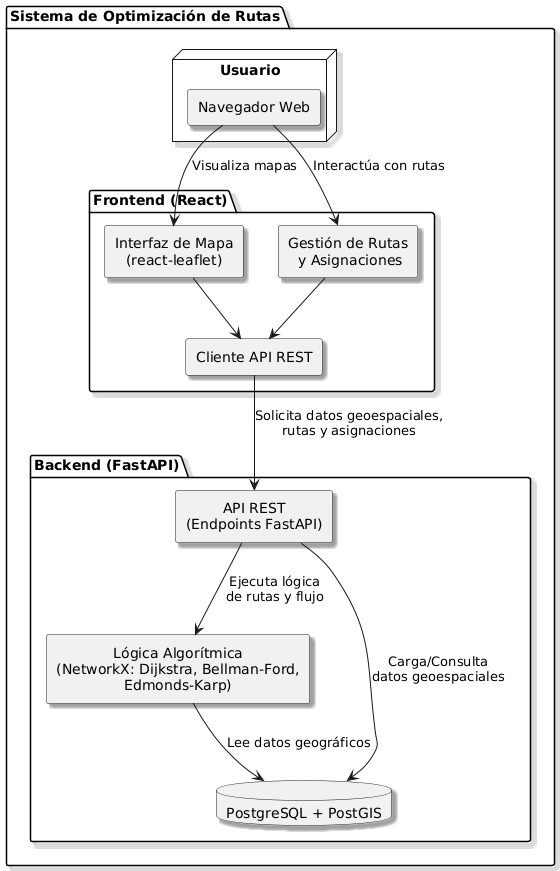 Sistema de Optimización de Rutas
Usuario
Navegador Web
Visualiza mapas
Interactúa con rutas
Frontend (React)
Interfaz de Mapa
(react-leaflet)
Gestión de Rutas
y Asignaciones
Cliente API REST
Solicita datos geoespaciales,
rutas y asignaciones
Backend (FastAPI)
API REST
(Endpoints FastAPI)
Ejecuta lógica
de rutas y flujo
Lógica Algorítmica
(NetworkX: Dijkstra, Bellman-Ford,
Edmonds-Karp)
Carga/Consulta
datos geoespaciales
Lee datos geográficos
PostgreSQL + PostGIS